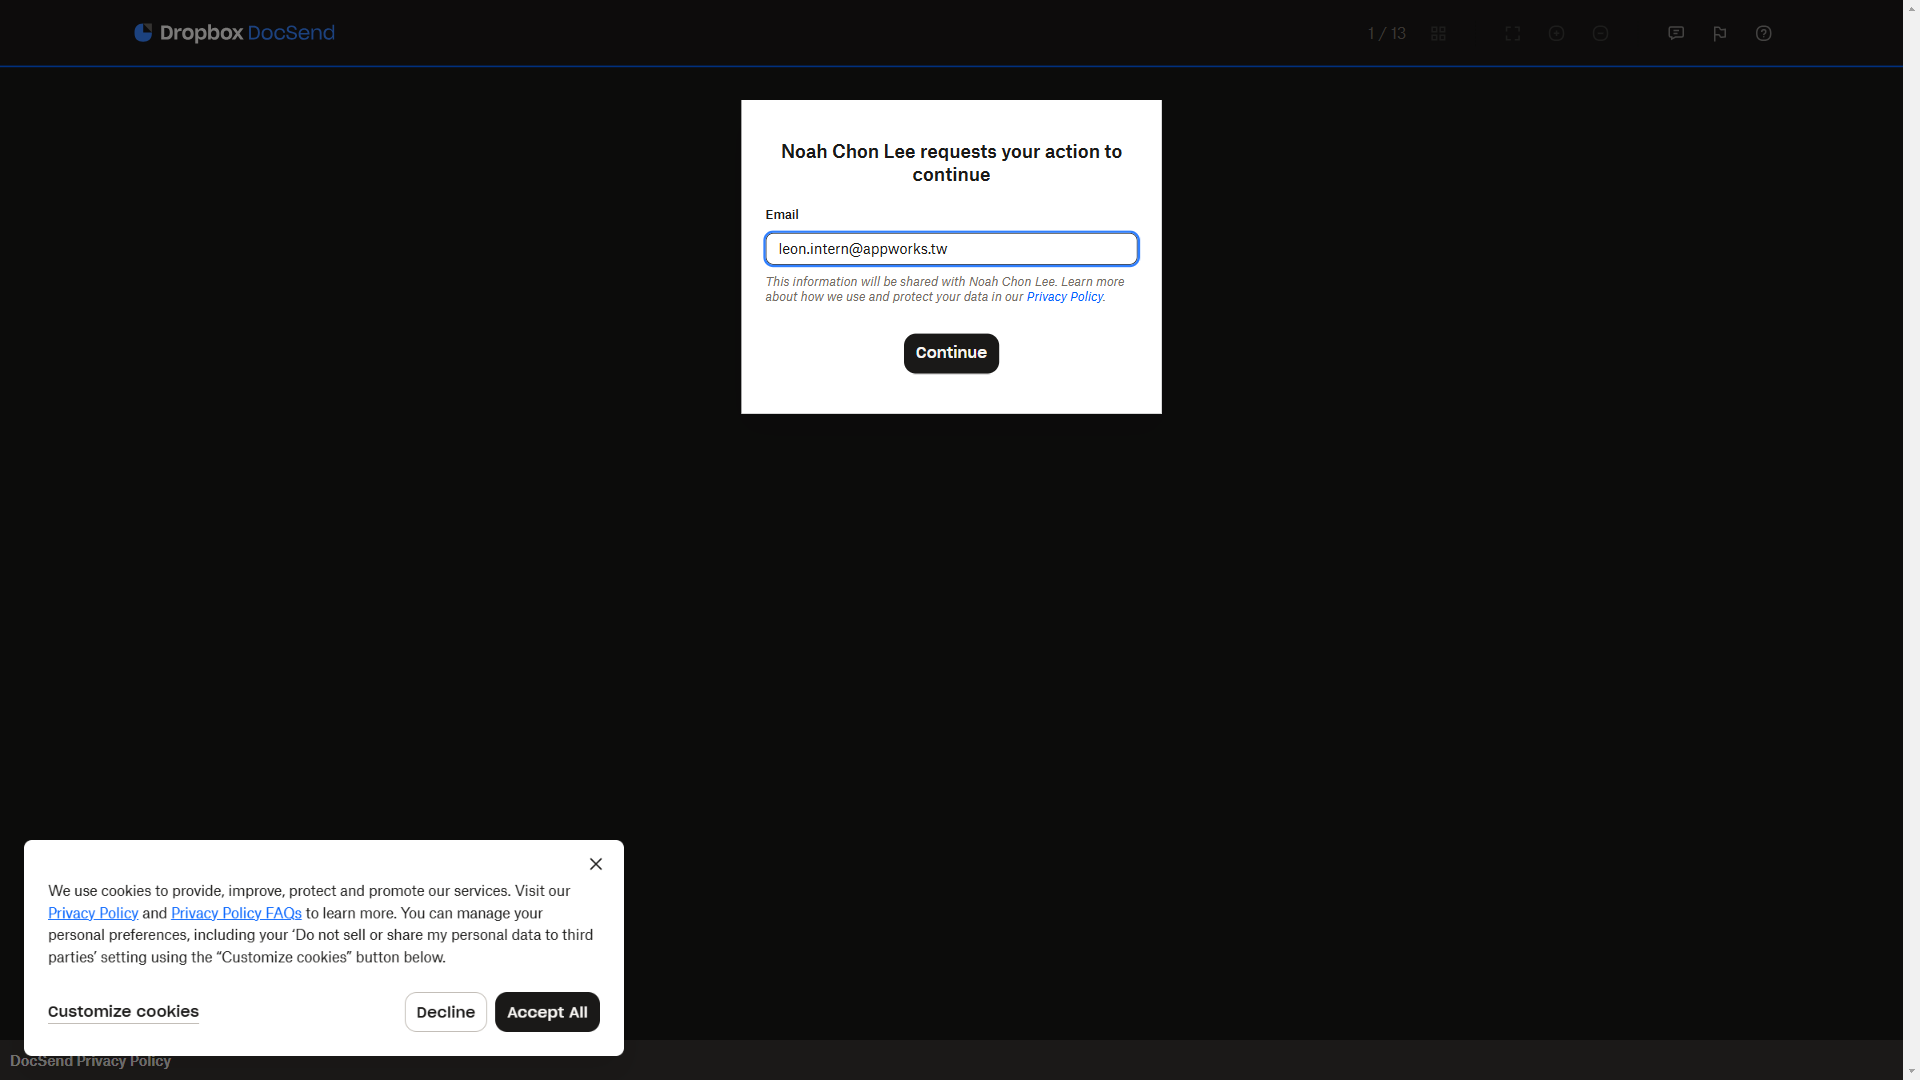 Dropbox DocSend
1 / 13
Noah Chon Lee requests your action to
continue
Email
leon.intern@appworks.tw
This information will be shared with Noah Chon Lee. Learn more
about how we use and protect your data in our Privacy Policy.
Continue
We use cookies to provide, improve, protect and promote our services. Visit our
Privacy Policy and Privacy Policy FAQs to learn more. You can manage your
personal preferences, including your ‘Do not sell or share my personal data to third
parties’ setting using the “Customize cookies” button below.
Customize cookies
Decline
Accept All
DocSend Privacy Policy